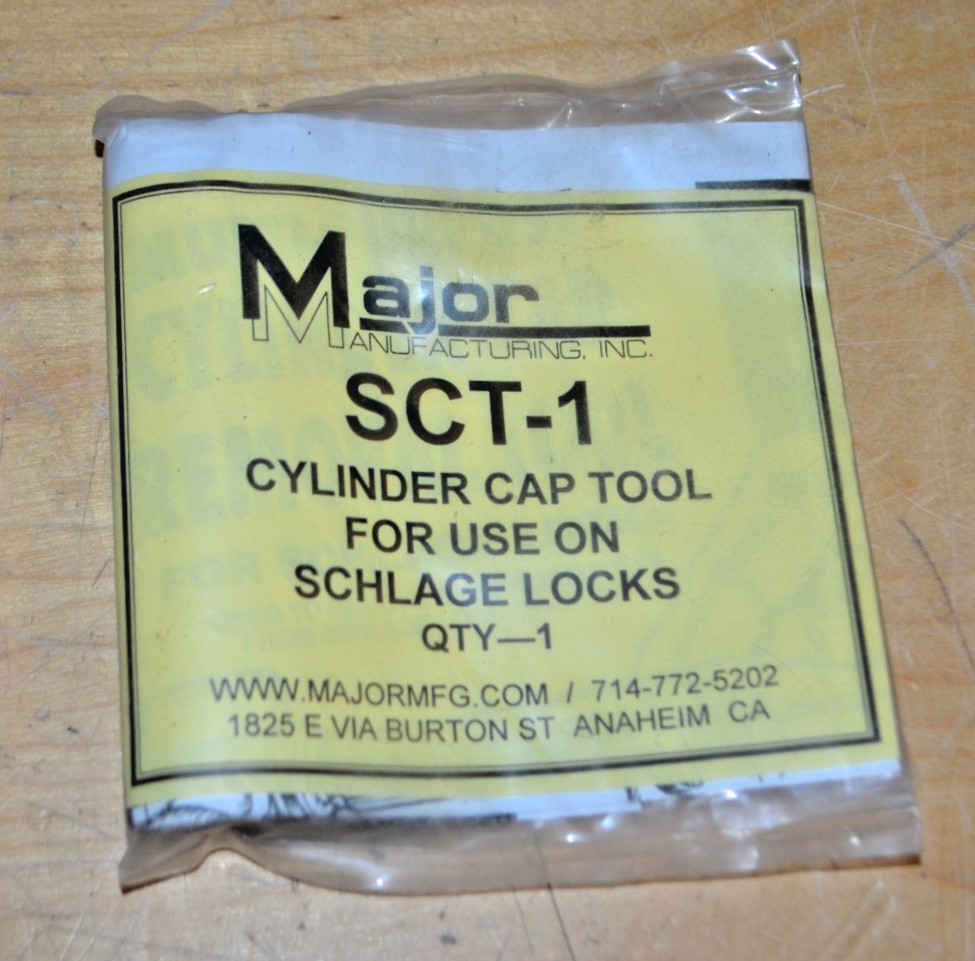 Major
MANUFACTURING, INC.
SCT-1
CYLINDER CAP TOOL
FOR USE ON
SCHLAGE LOCKS
QTY—1
WWW.MAJORMFG.COM / 714-772-5202
1825 E VIA BURTON ST ANAHEIM CA